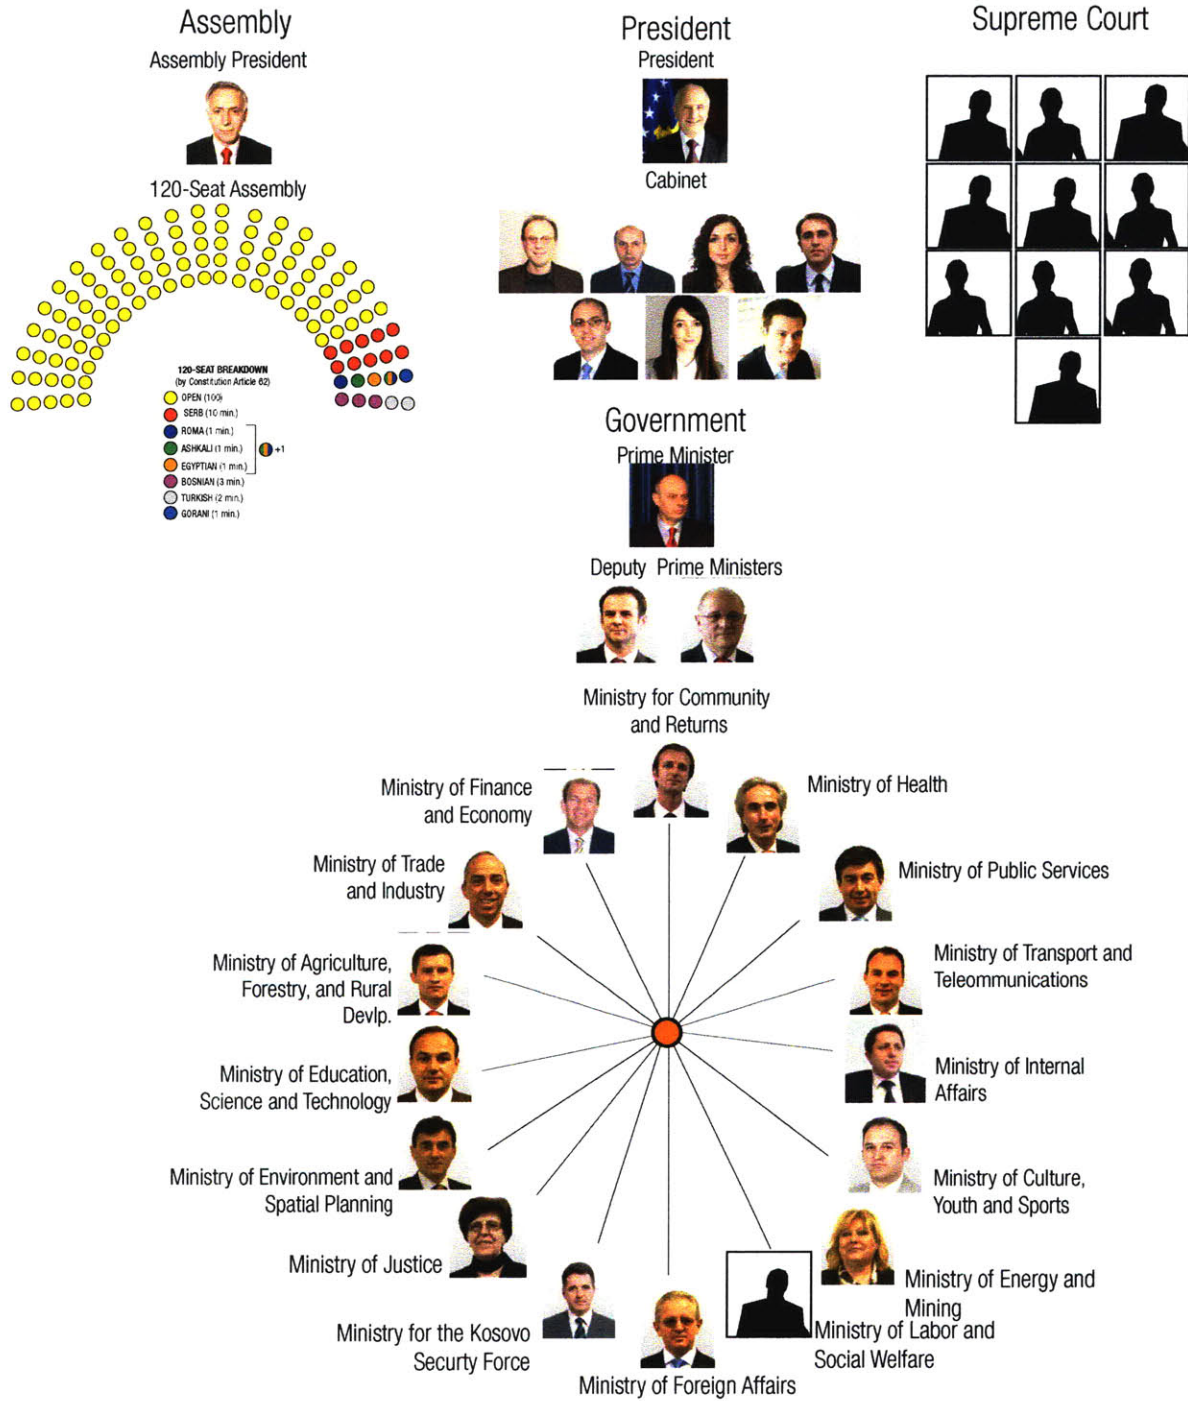 Assembly
Assembly President
120-Seat Assembly
120-SEAT BREAKDOWN
(by Constitution Article 62)
OPEN (100)
SERB (10 min.)
ROMA (1 min.)
ASHKALI (1 min.)
+1
EGYPTIAN (1 min.)
BOSNIAN (3 min.)
TURKISH (2 min.)
GORANI (1 min.)
President
President
Cabinet
Supreme Court
Government
Prime Minister
Deputy Prime Ministers
Ministry for Community
and Returns
Ministry of Finance
and Economy
Ministry of Health
Ministry of Trade
and Industry
Ministry of Public Services
Ministry of Agriculture,
Forestry, and Rural
Devlp.
Ministry of Transport and
Teleommunications
Ministry of Education,
Science and Technology
Ministry of Internal
Affairs
Ministry of Environment and
Spatial Planning
Ministry of Culture,
Youth and Sports
Ministry of Justice
Ministry of Energy and
Mining
Ministry for the Kosovo
Securty Force
Ministry of Labor and
Social Welfare
Ministry of Foreign Affairs